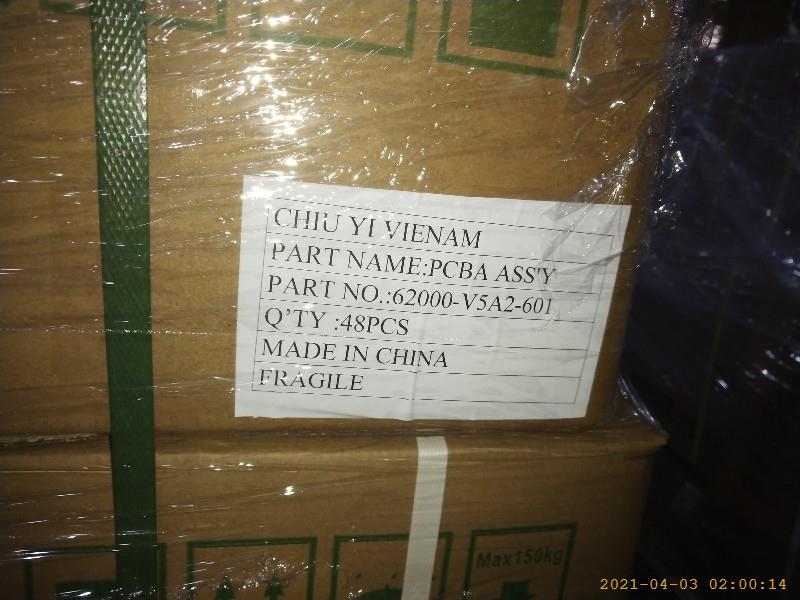 CHIU YI VIENAM
PART NAME:PCBA ASS'Y
PART NO.:62000-V5A2-601
Q'TY :48PCS
MADE IN CHINA
FRAGILE
Max150kg
2021-04-03 02:00:14